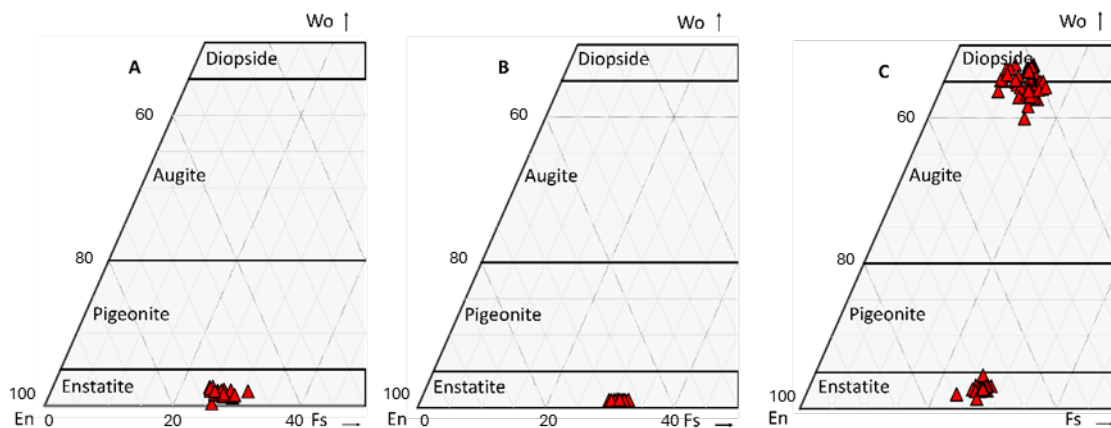 Wo ↑
A
Diopside
60
Augite
80
Pigeonite
Enstatite
100
En 0 20 40 Fs →
Wo ↑
B
Diopside
60
Augite
80
Pigeonite
Enstatite
100
En 0 20 40 Fs →
Wo ↑
C
Diopside
60
Augite
80
Pigeonite
Enstatite
100
En Fs →